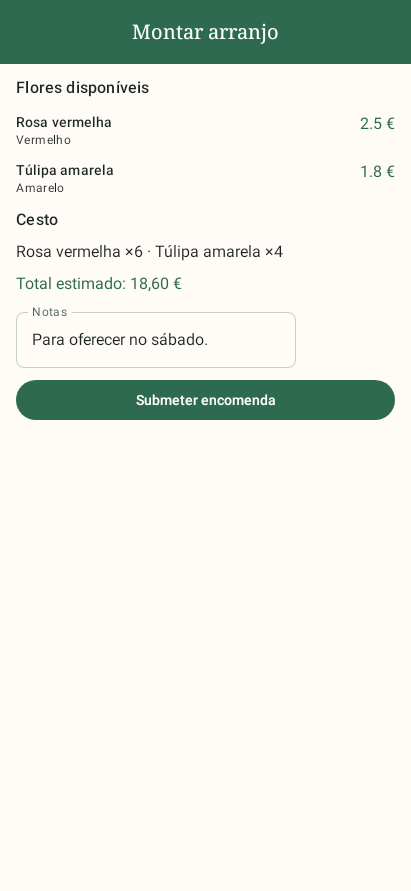 Montar arranjo
Flores disponíveis
Rosa vermelha
2.5 €
Vermelho
Túlipa amarela
1.8 €
Amarelo
Cesto
Rosa vermelha ×6 · Túlipa amarela ×4
Total estimado: 18,60 €
Notas
Para oferecer no sábado.
Submeter encomenda